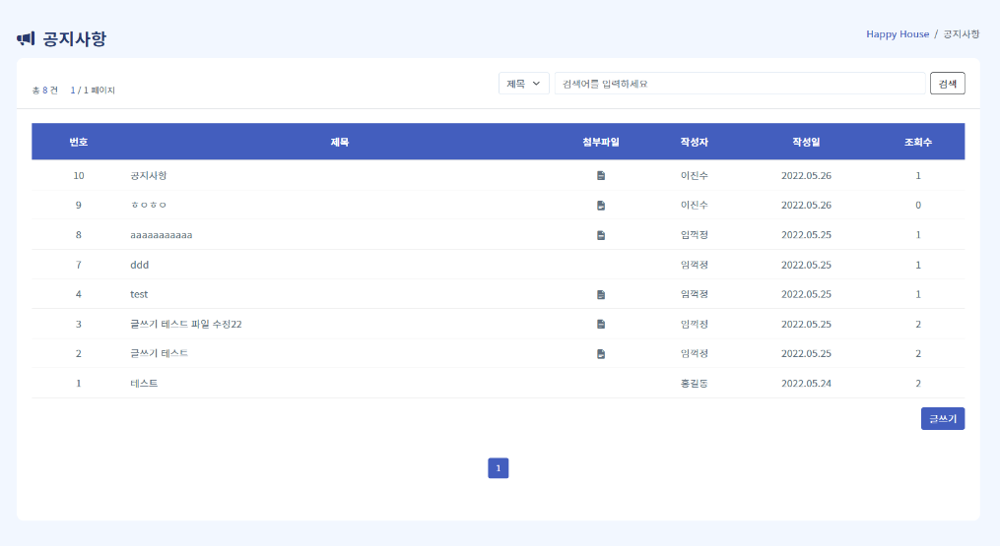 공지사항
Happy House / 공지사항
총 8 건 1 / 1 페이지
제목 검색어를 입력하세요 검색
번호 제목 첨부파일 작성자 작성일 조회수
10 공지사항 이진수 2022.05.26 1
9 ㅎㅇㅎㅇ 이진수 2022.05.26 0
8 aaaaaaaaaaa 임꺽정 2022.05.25 1
7 ddd 임꺽정 2022.05.25 1
4 test 임꺽정 2022.05.25 1
3 글쓰기 테스트 파일 수정22 임꺽정 2022.05.25 2
2 글쓰기 테스트 임꺽정 2022.05.25 2
1 테스트 홍길동 2022.05.24 2
글쓰기
1